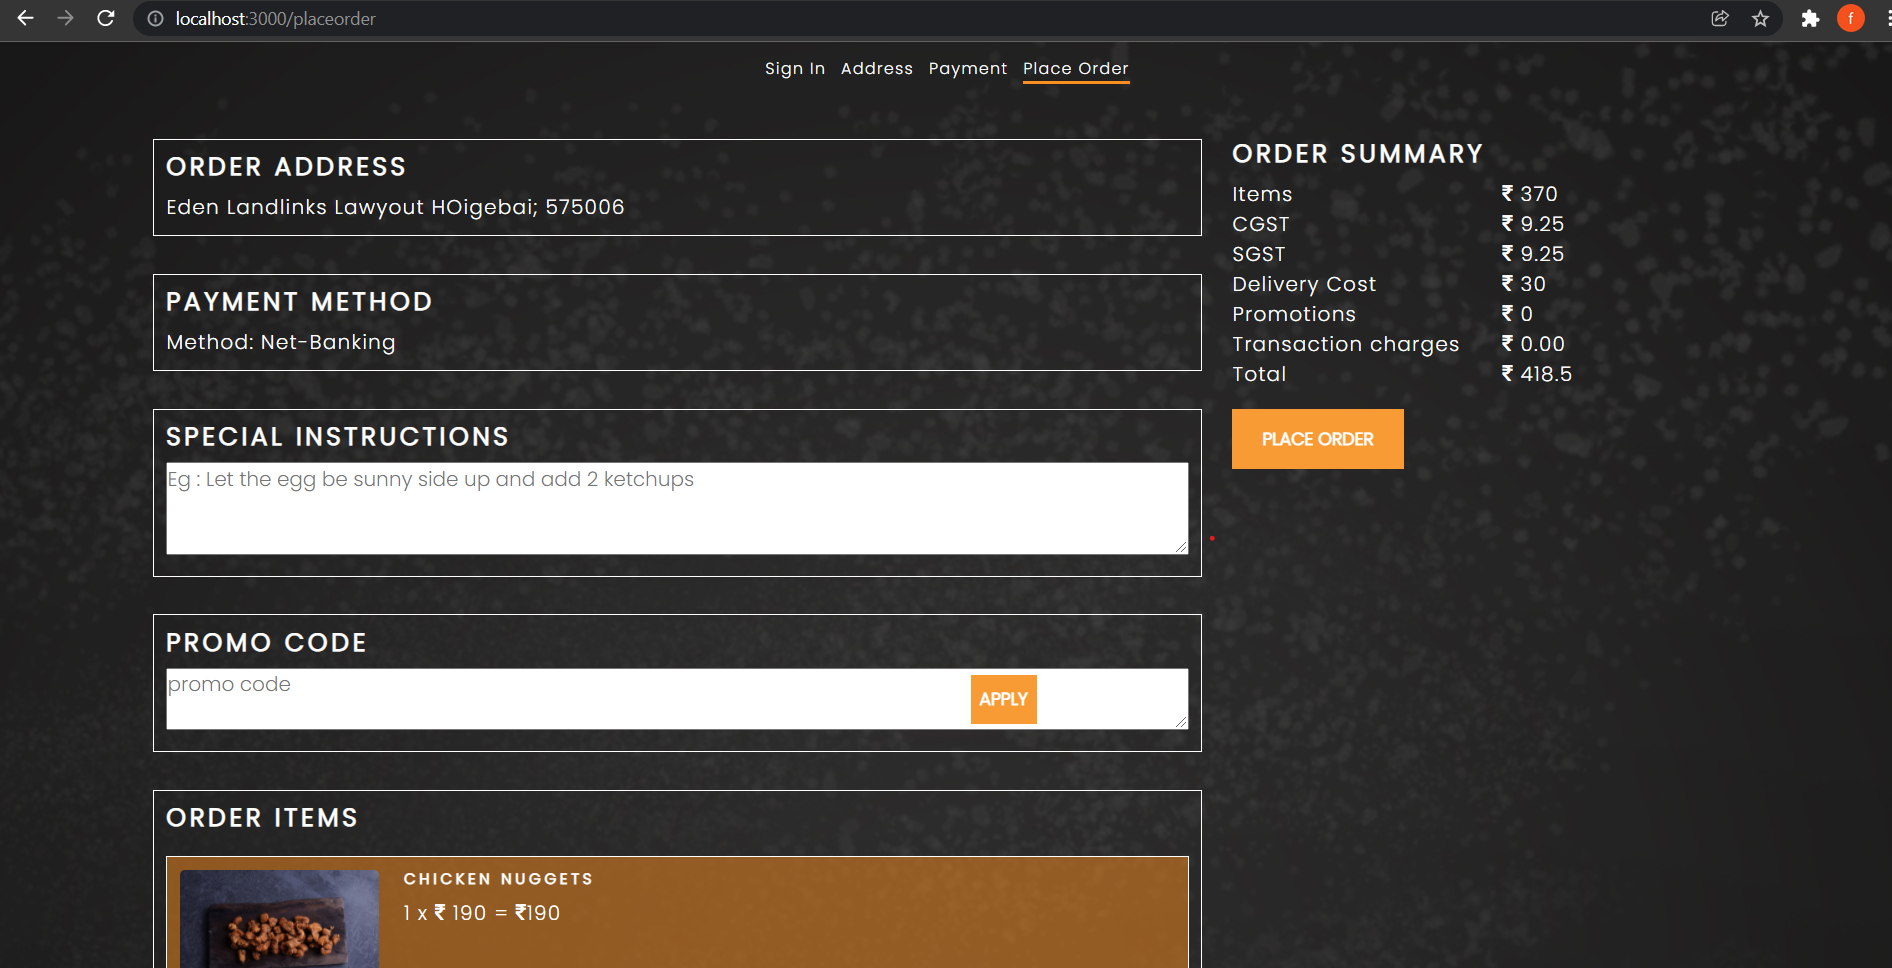 localhost:3000/placeorder
f
Sign In Address Payment Place Order
ORDER ADDRESS
Eden Landlinks Lawyout HOigebai; 575006
PAYMENT METHOD
Method: Net-Banking
SPECIAL INSTRUCTIONS
Eg : Let the egg be sunny side up and add 2 ketchups
PROMO CODE
promo code
APPLY
ORDER ITEMS
CHICKEN NUGGETS
1 x ₹ 190 = ₹190
ORDER SUMMARY
Items ₹ 370
CGST ₹ 9.25
SGST ₹ 9.25
Delivery Cost ₹ 30
Promotions ₹ 0
Transaction charges ₹ 0.00
Total ₹ 418.5
PLACE ORDER